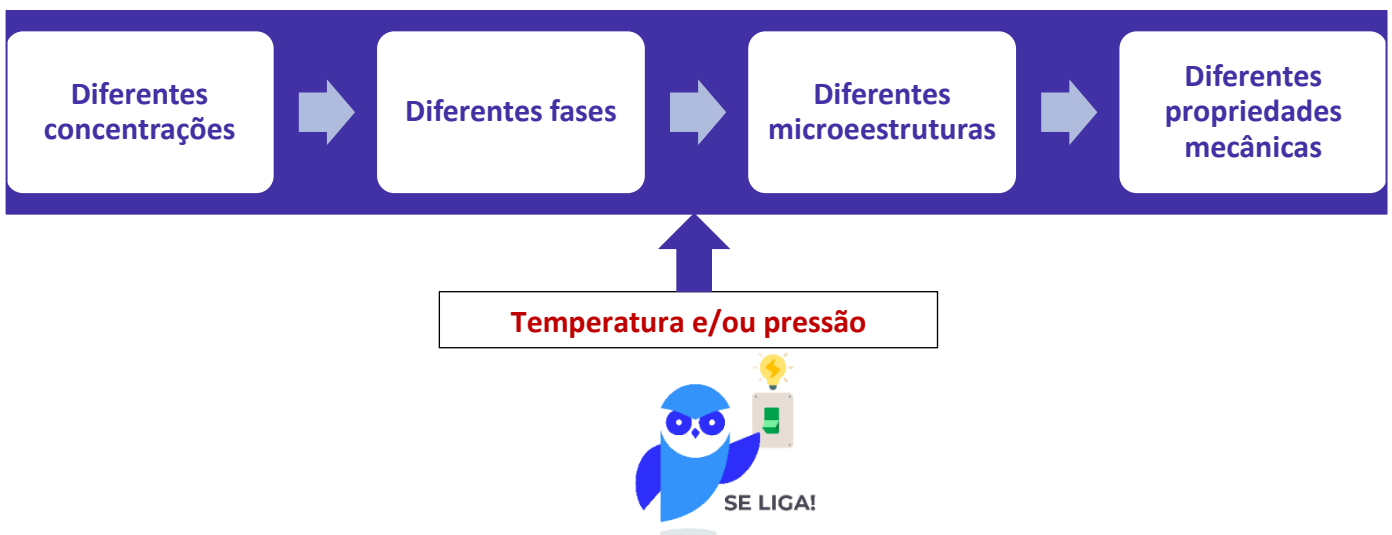 Diferentes
concentrações
Diferentes fases
Diferentes
microeestruturas
Diferentes
propriedades
mecânicas
Temperatura e/ou pressão
SE LIGA!